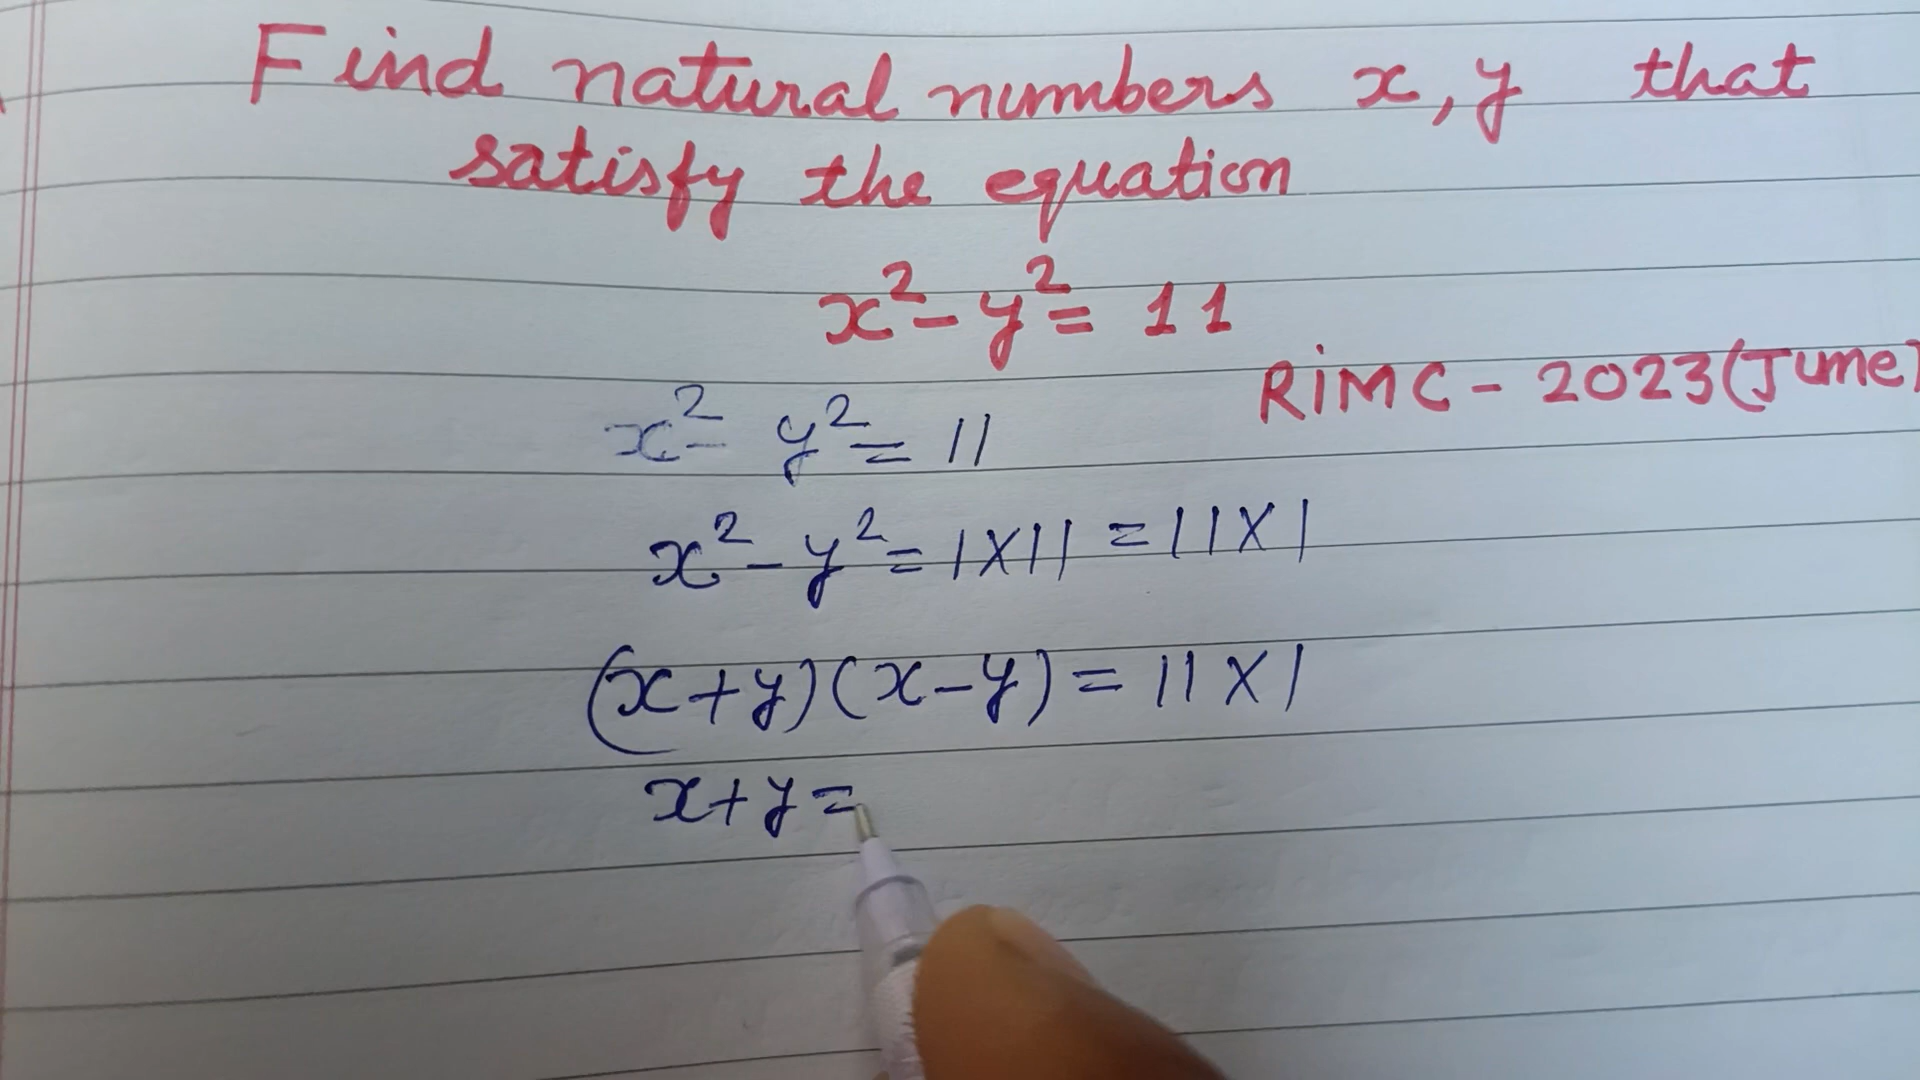 Find natural numbers x, y that
satisfy the equation
x² - y² = 11
RiMC - 2023 (June)
x² - y² = 11
x² - y² = 1×11 = 11×1
(x+y)(x-y) = 11×1
x+y =